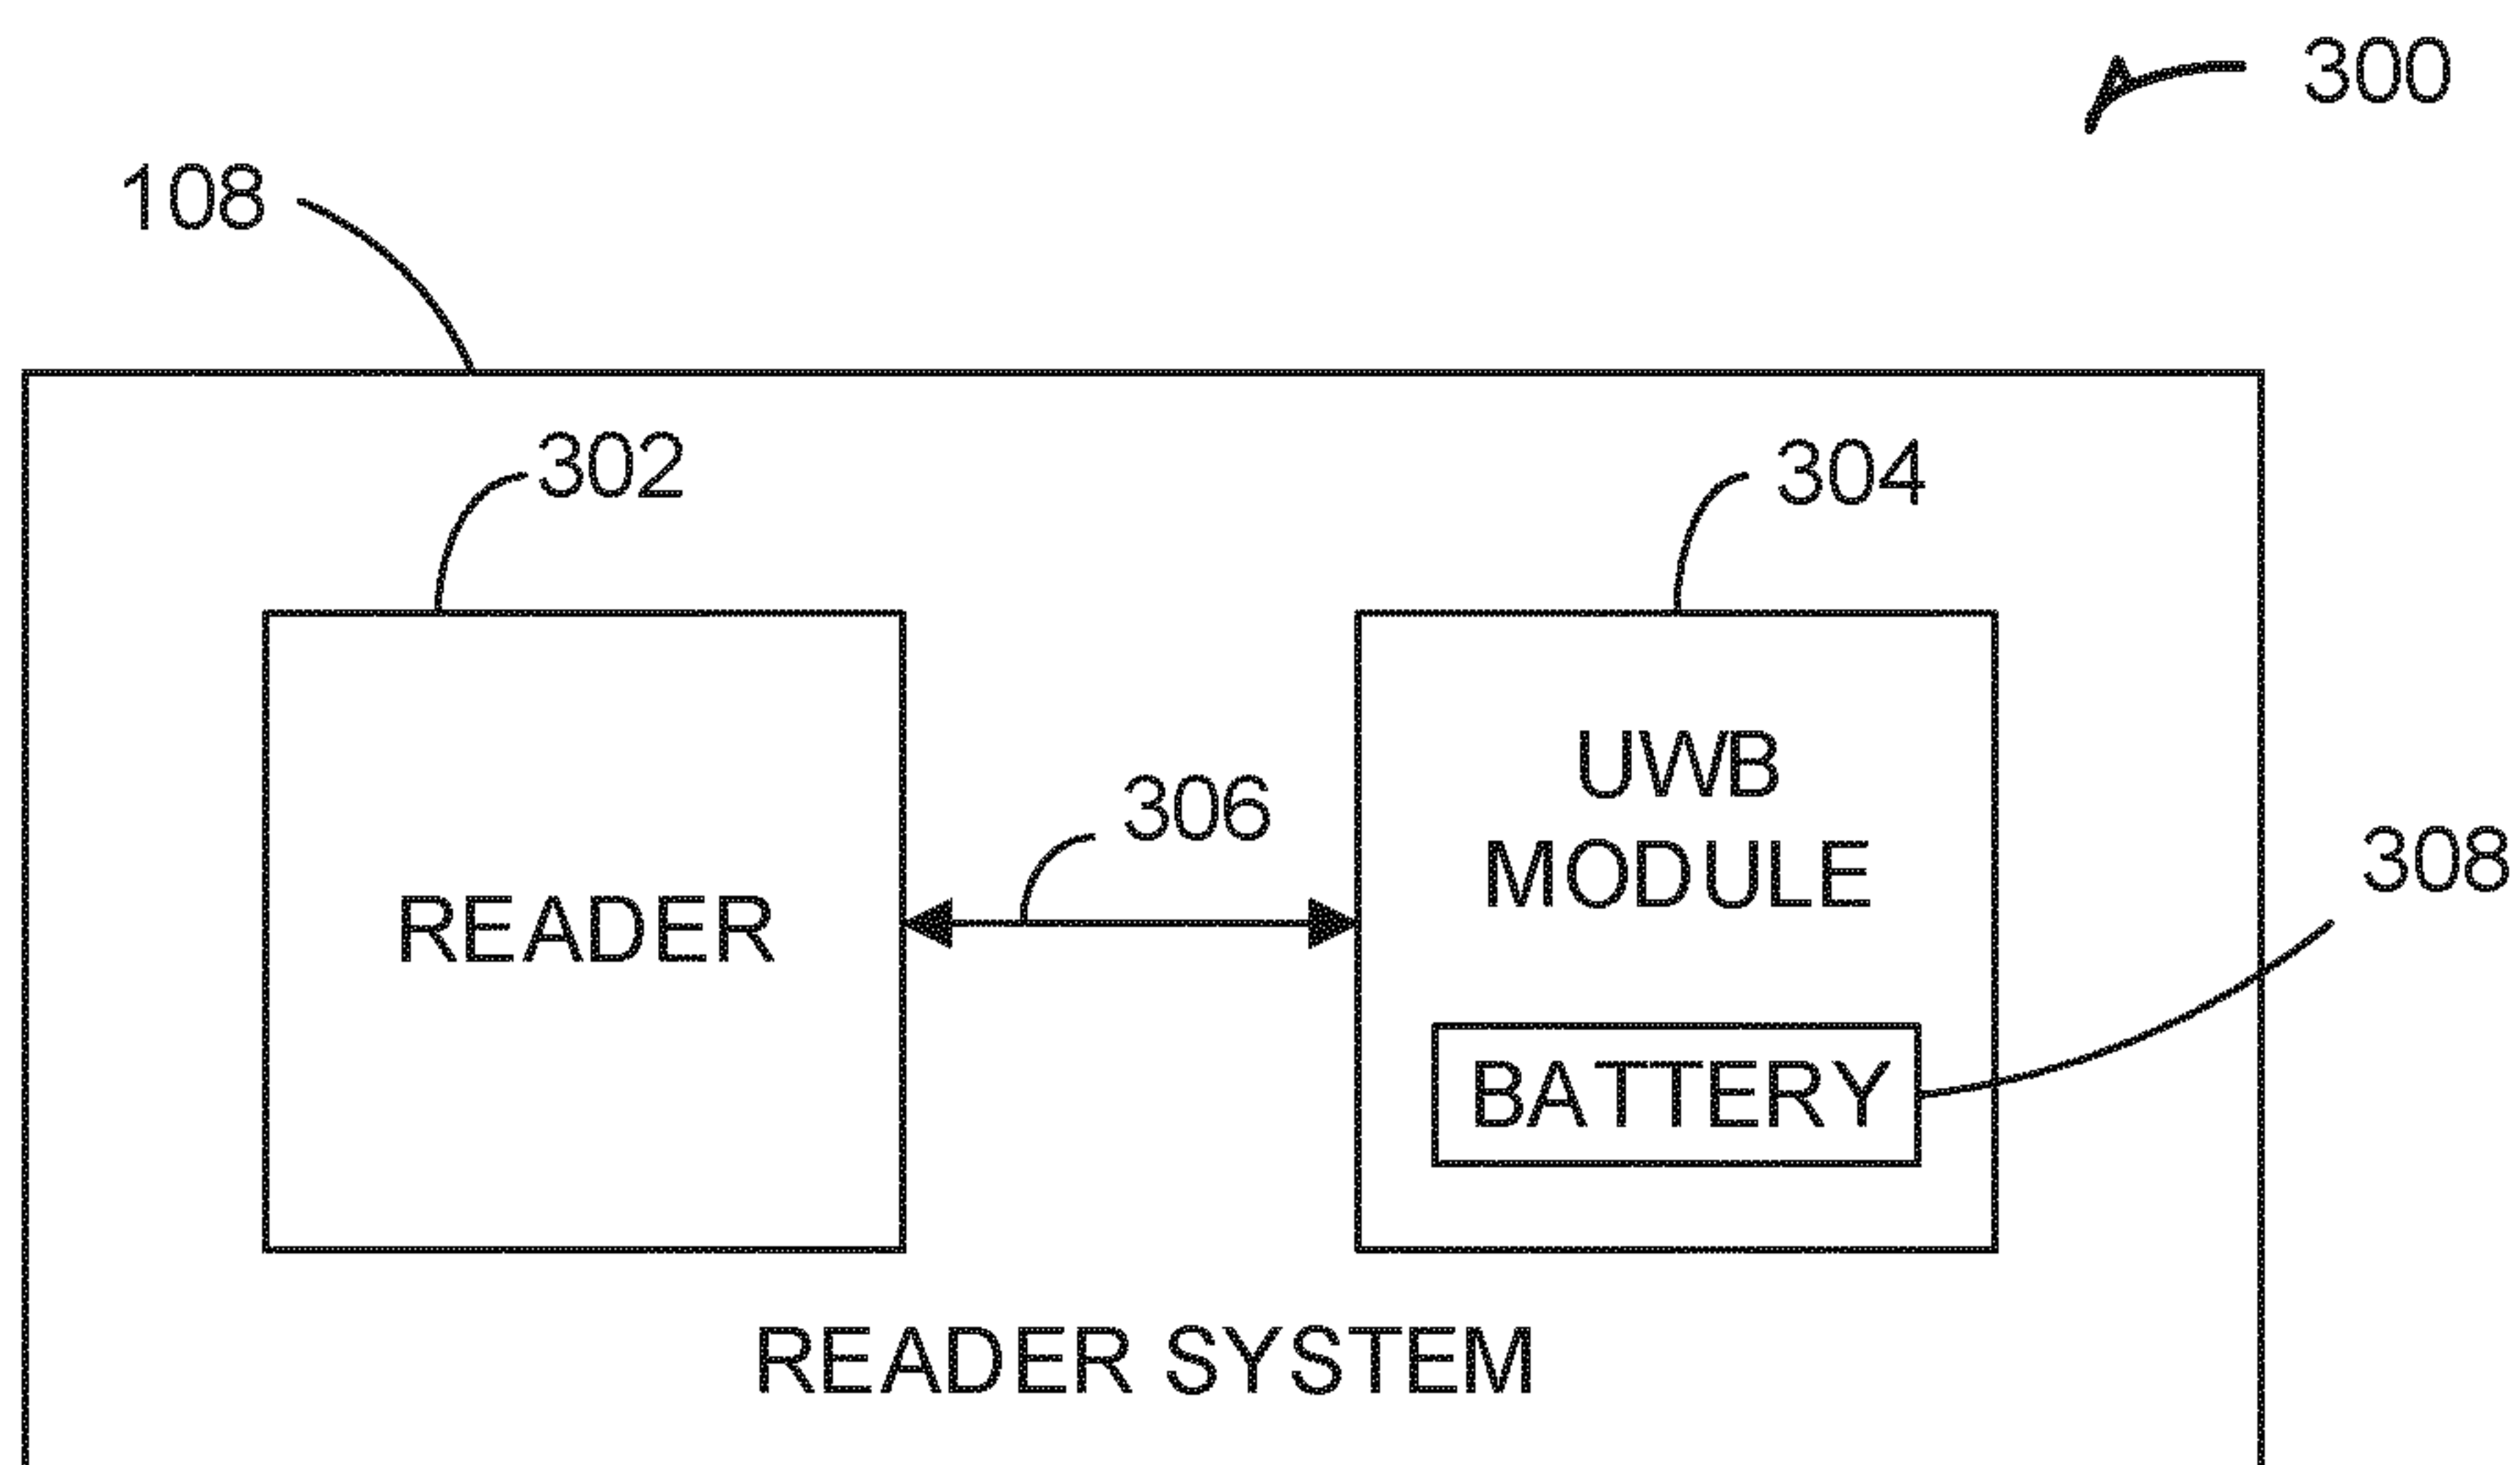 300
108
302
304
UWB
MODULE
306
308
READER
BATTERY
READER SYSTEM